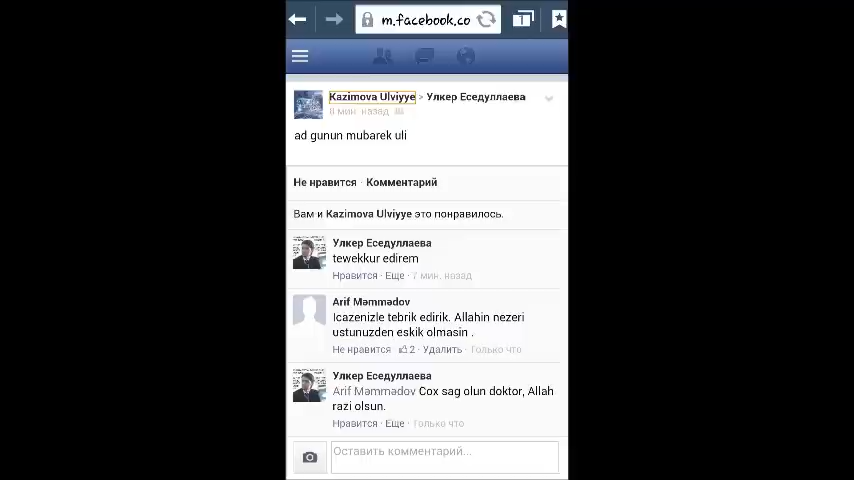 m.facebook.co
1
Kazimova Ulviyye > Улкер Еседуллаева
8 мин. назад
ad gunun mubarek uli
Не нравится · Комментарий
Вам и Kazimova Ulviyye это понравилось.
Улкер Еседуллаева
tewekkur edirem
Нравится · Еще · 7 мин. назад
Arif Məmmədov
Icazenizle tebrik edirik. Allahin nezeri
ustunuzden eskik olmasin .
Не нравится · 2 · Удалить · Только что
Улкер Еседуллаева
Arif Məmmədov Cox sag olun doktor, Allah
razi olsun.
Нравится · Еще · Только что
Оставить комментарий...